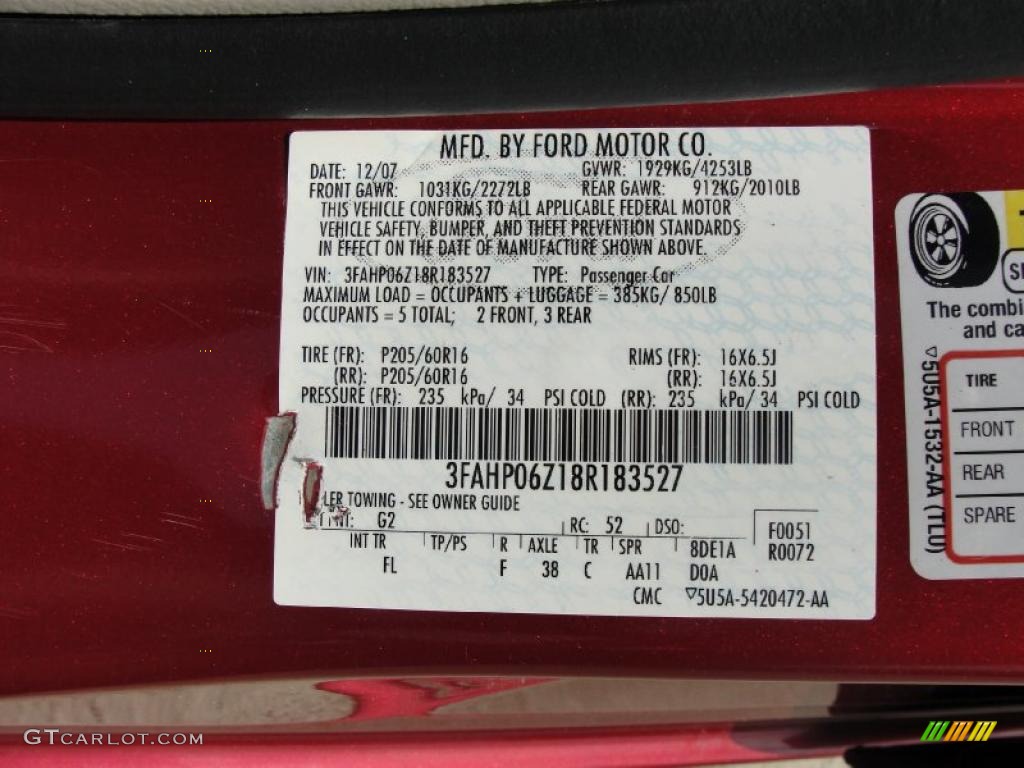 MFD. BY FORD MOTOR CO.
DATE: 12/07 GVWR: 1929KG/4253LB
FRONT GAWR: 1031KG/2272LB REAR GAWR: 912KG/2010LB
THIS VEHICLE CONFORMS TO ALL APPLICABLE FEDERAL MOTOR
VEHICLE SAFETY, BUMPER, AND THEFT PREVENTION STANDARDS
IN EFFECT ON THE DATE OF MANUFACTURE SHOWN ABOVE.
VIN: 3FAHP06Z18R183527 TYPE: Passenger Car
MAXIMUM LOAD = OCCUPANTS + LUGGAGE = 385KG/ 850LB
OCCUPANTS = 5 TOTAL; 2 FRONT, 3 REAR
TIRE (FR): P205/60R16 RIMS (FR): 16X6.5J
(RR): P205/60R16 (RR): 16X6.5J
PRESSURE (FR): 235 kPa/ 34 PSI COLD (RR): 235 kPa/ 34 PSI COLD
3FAHP06Z18R183527
LER TOWING - SEE OWNER GUIDE
NT: G2 RC: 52 DSO: F0051
R0072
INT TR TP/PS R AXLE TR SPR 8DE1A
FL F 38 C AA11 D0A
CMC ▽5U5A-5420472-AA
The combi
and ca
TIRE
FRONT
REAR
SPARE
▽5U5A-1532-AA (TLU)
GTCARLOT.COM